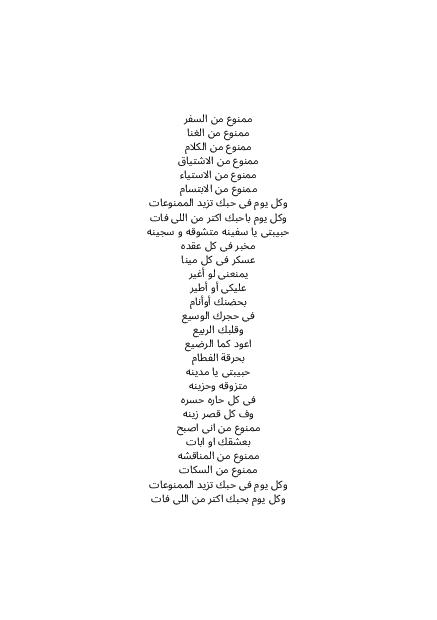 ممنوع من السفر
ممنوع من الغنا
ممنوع من الكلام
ممنوع من الاشتياق
ممنوع من الاستياء
ممنوع من الابتسام
وكل يوم فى حبك تزيد الممنوعات
وكل يوم باحبك اكتر من اللى فات
حبيبتى يا سفينه متشوقه و سجينه
مخبر فى كل عقده
عسكر فى كل مينا
يمنعنى لو أغير
عليكى أو أطير
بحضنك أوأنام
فى حجرك الوسيع
وقلبك الربيع
اعود كما الرضيع
بحرقة الفطام
حبيبتى يا مدينه
متزوقه وحزينه
فى كل حاره حسره
وف كل قصر زينه
ممنوع من انى اصبح
بعشقك او ابات
ممنوع من المناقشه
ممنوع من السكات
وكل يوم فى حبك تزيد الممنوعات
وكل يوم بحبك اكتر من اللى فات